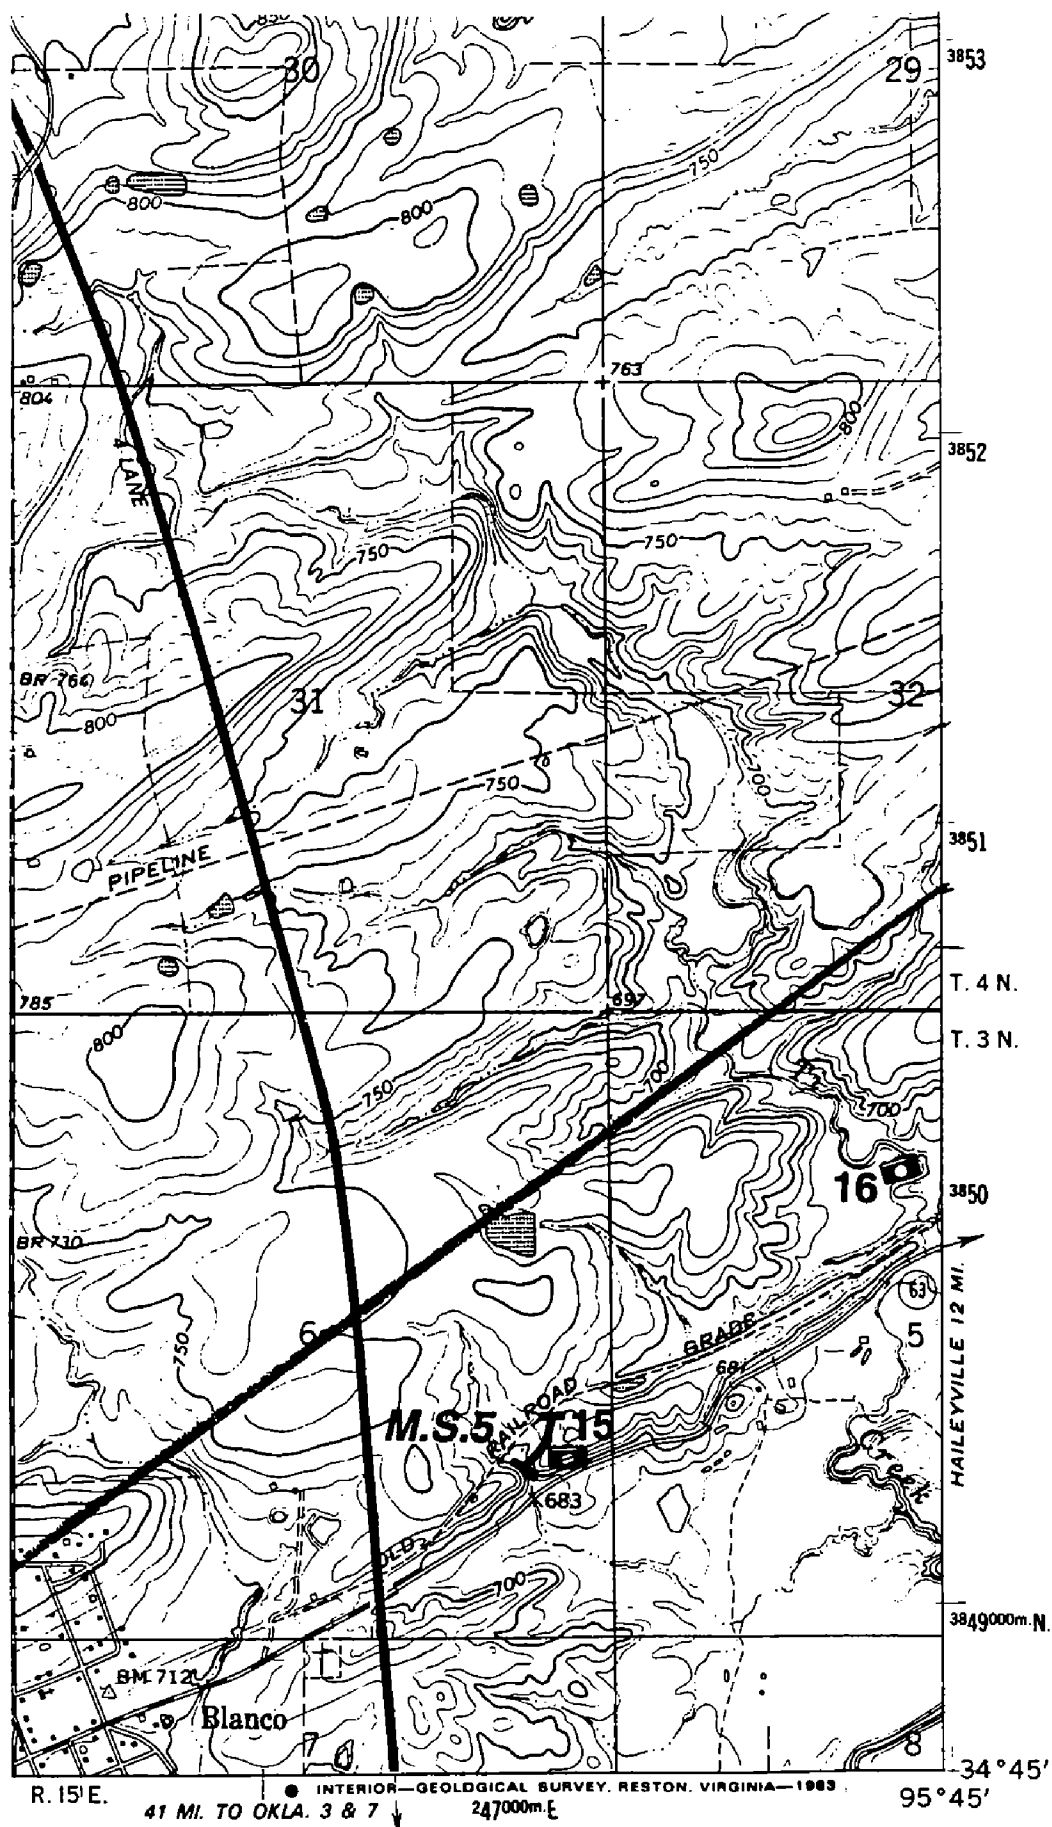 850
30
29
3853
750
800
800
763
804
800
4 LANE
3852
750
750
BR 764
31
32
800
750
700
PIPELINE
3851
785
697
T. 4 N.
800
T. 3 N.
750
700
700
16
3850
BR 730
63
HAILEYVILLE 12 MI.
750
6
5
GRADE
681
RAILROAD
M.S.5
15
Creek
683
OLD
700
3849000m.N.
BM 712
Blanco
7
8
34°45'
R. 15 E.
INTERIOR—GEOLOGICAL SURVEY, RESTON, VIRGINIA—1983
95°45'
41 MI. TO OKLA. 3 & 7
247000m.E